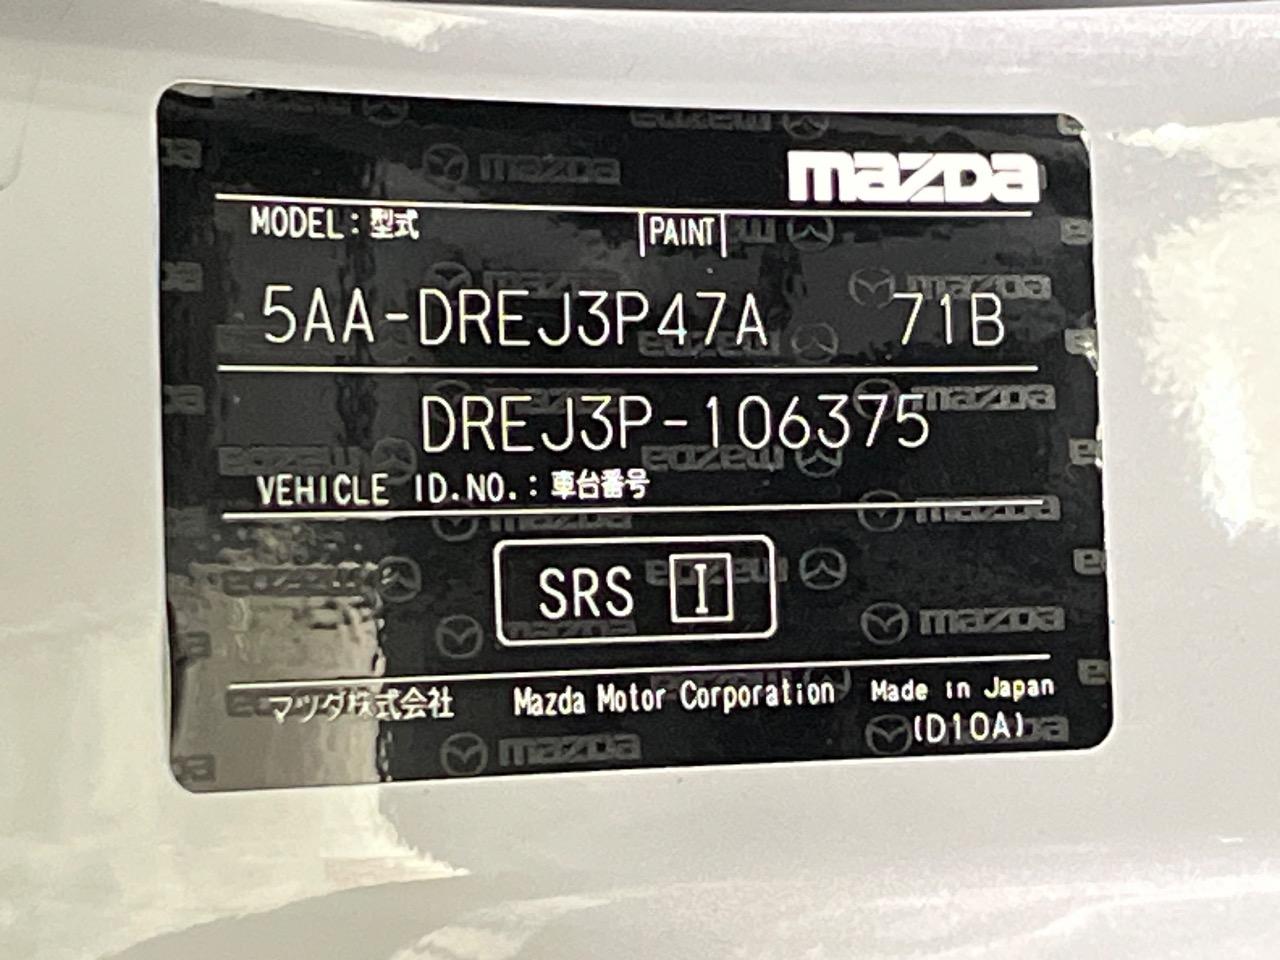 mazda
MODEL:型式 PAINT
5AA-DREJ3P47A 71B
DREJ3P-106375
VEHICLE ID.NO.:車台番号
SRS I
マツダ株式会社 Mazda Motor Corporation Made in Japan
(D10A)